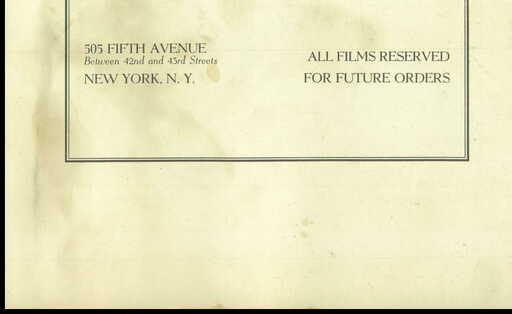 505 FIFTH AVENUE
Between 42nd and 43rd Streets
NEW YORK, N. Y.
ALL FILMS RESERVED
FOR FUTURE ORDERS